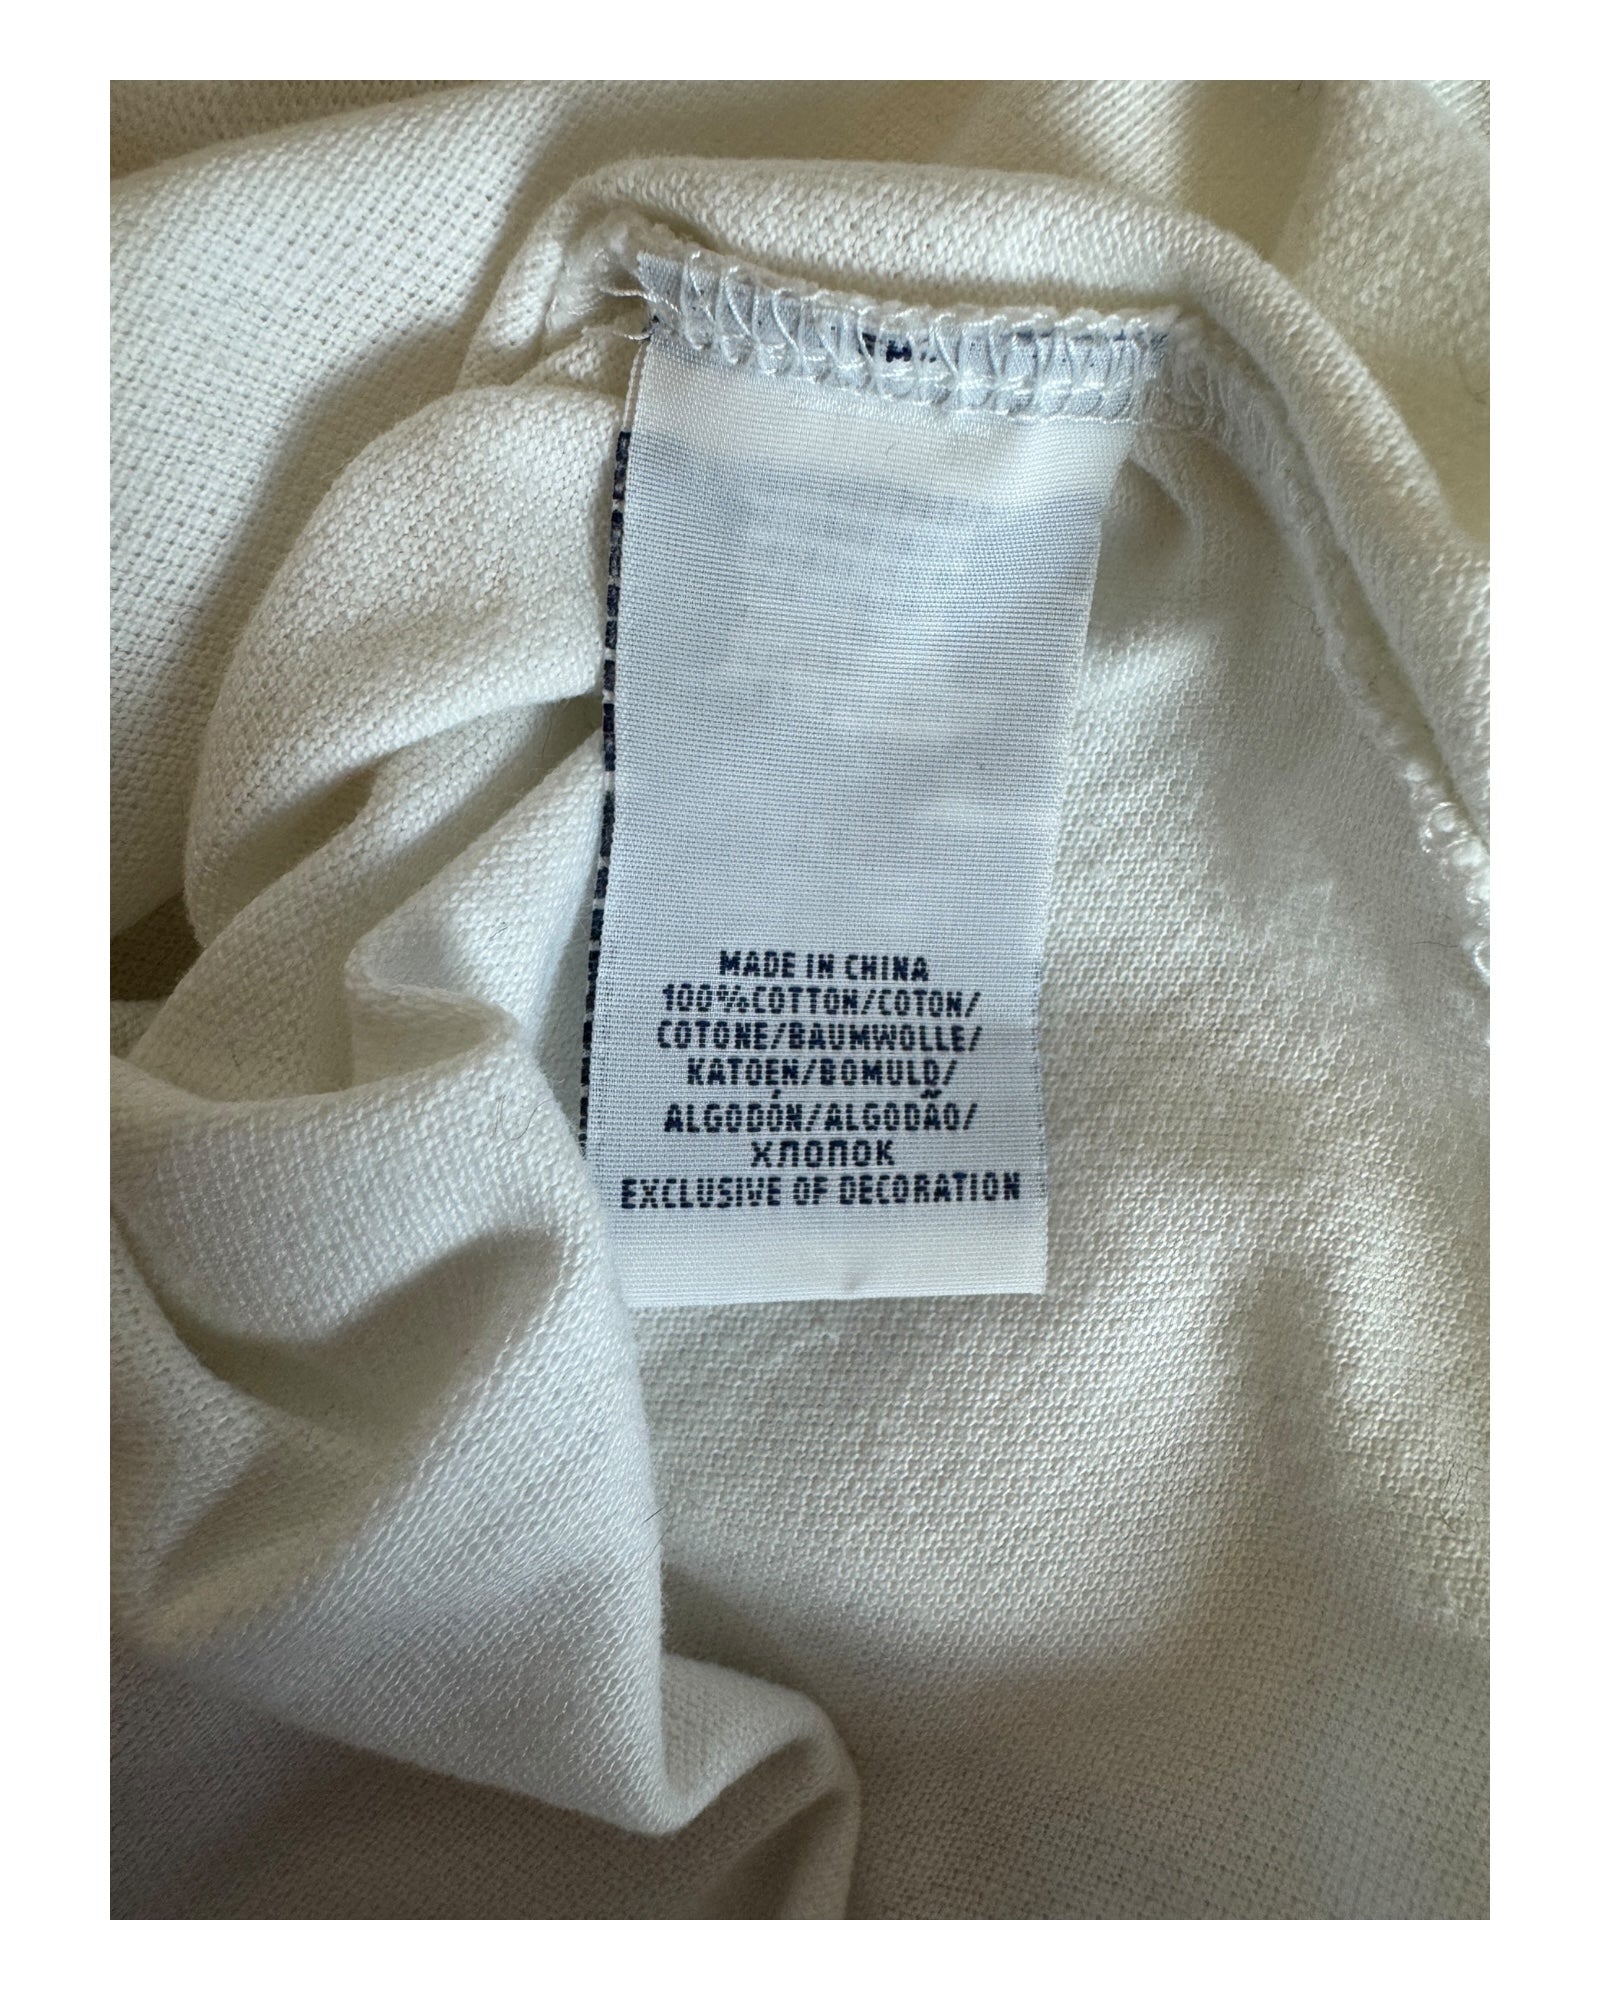 MADE IN CHINA
100%COTTON/COTON/
COTONE/BAUMWOLLE/
KATOEN/BOMULD/
ALGODÓN/ALGODÃO/
ХЛОПОК
EXCLUSIVE OF DECORATION